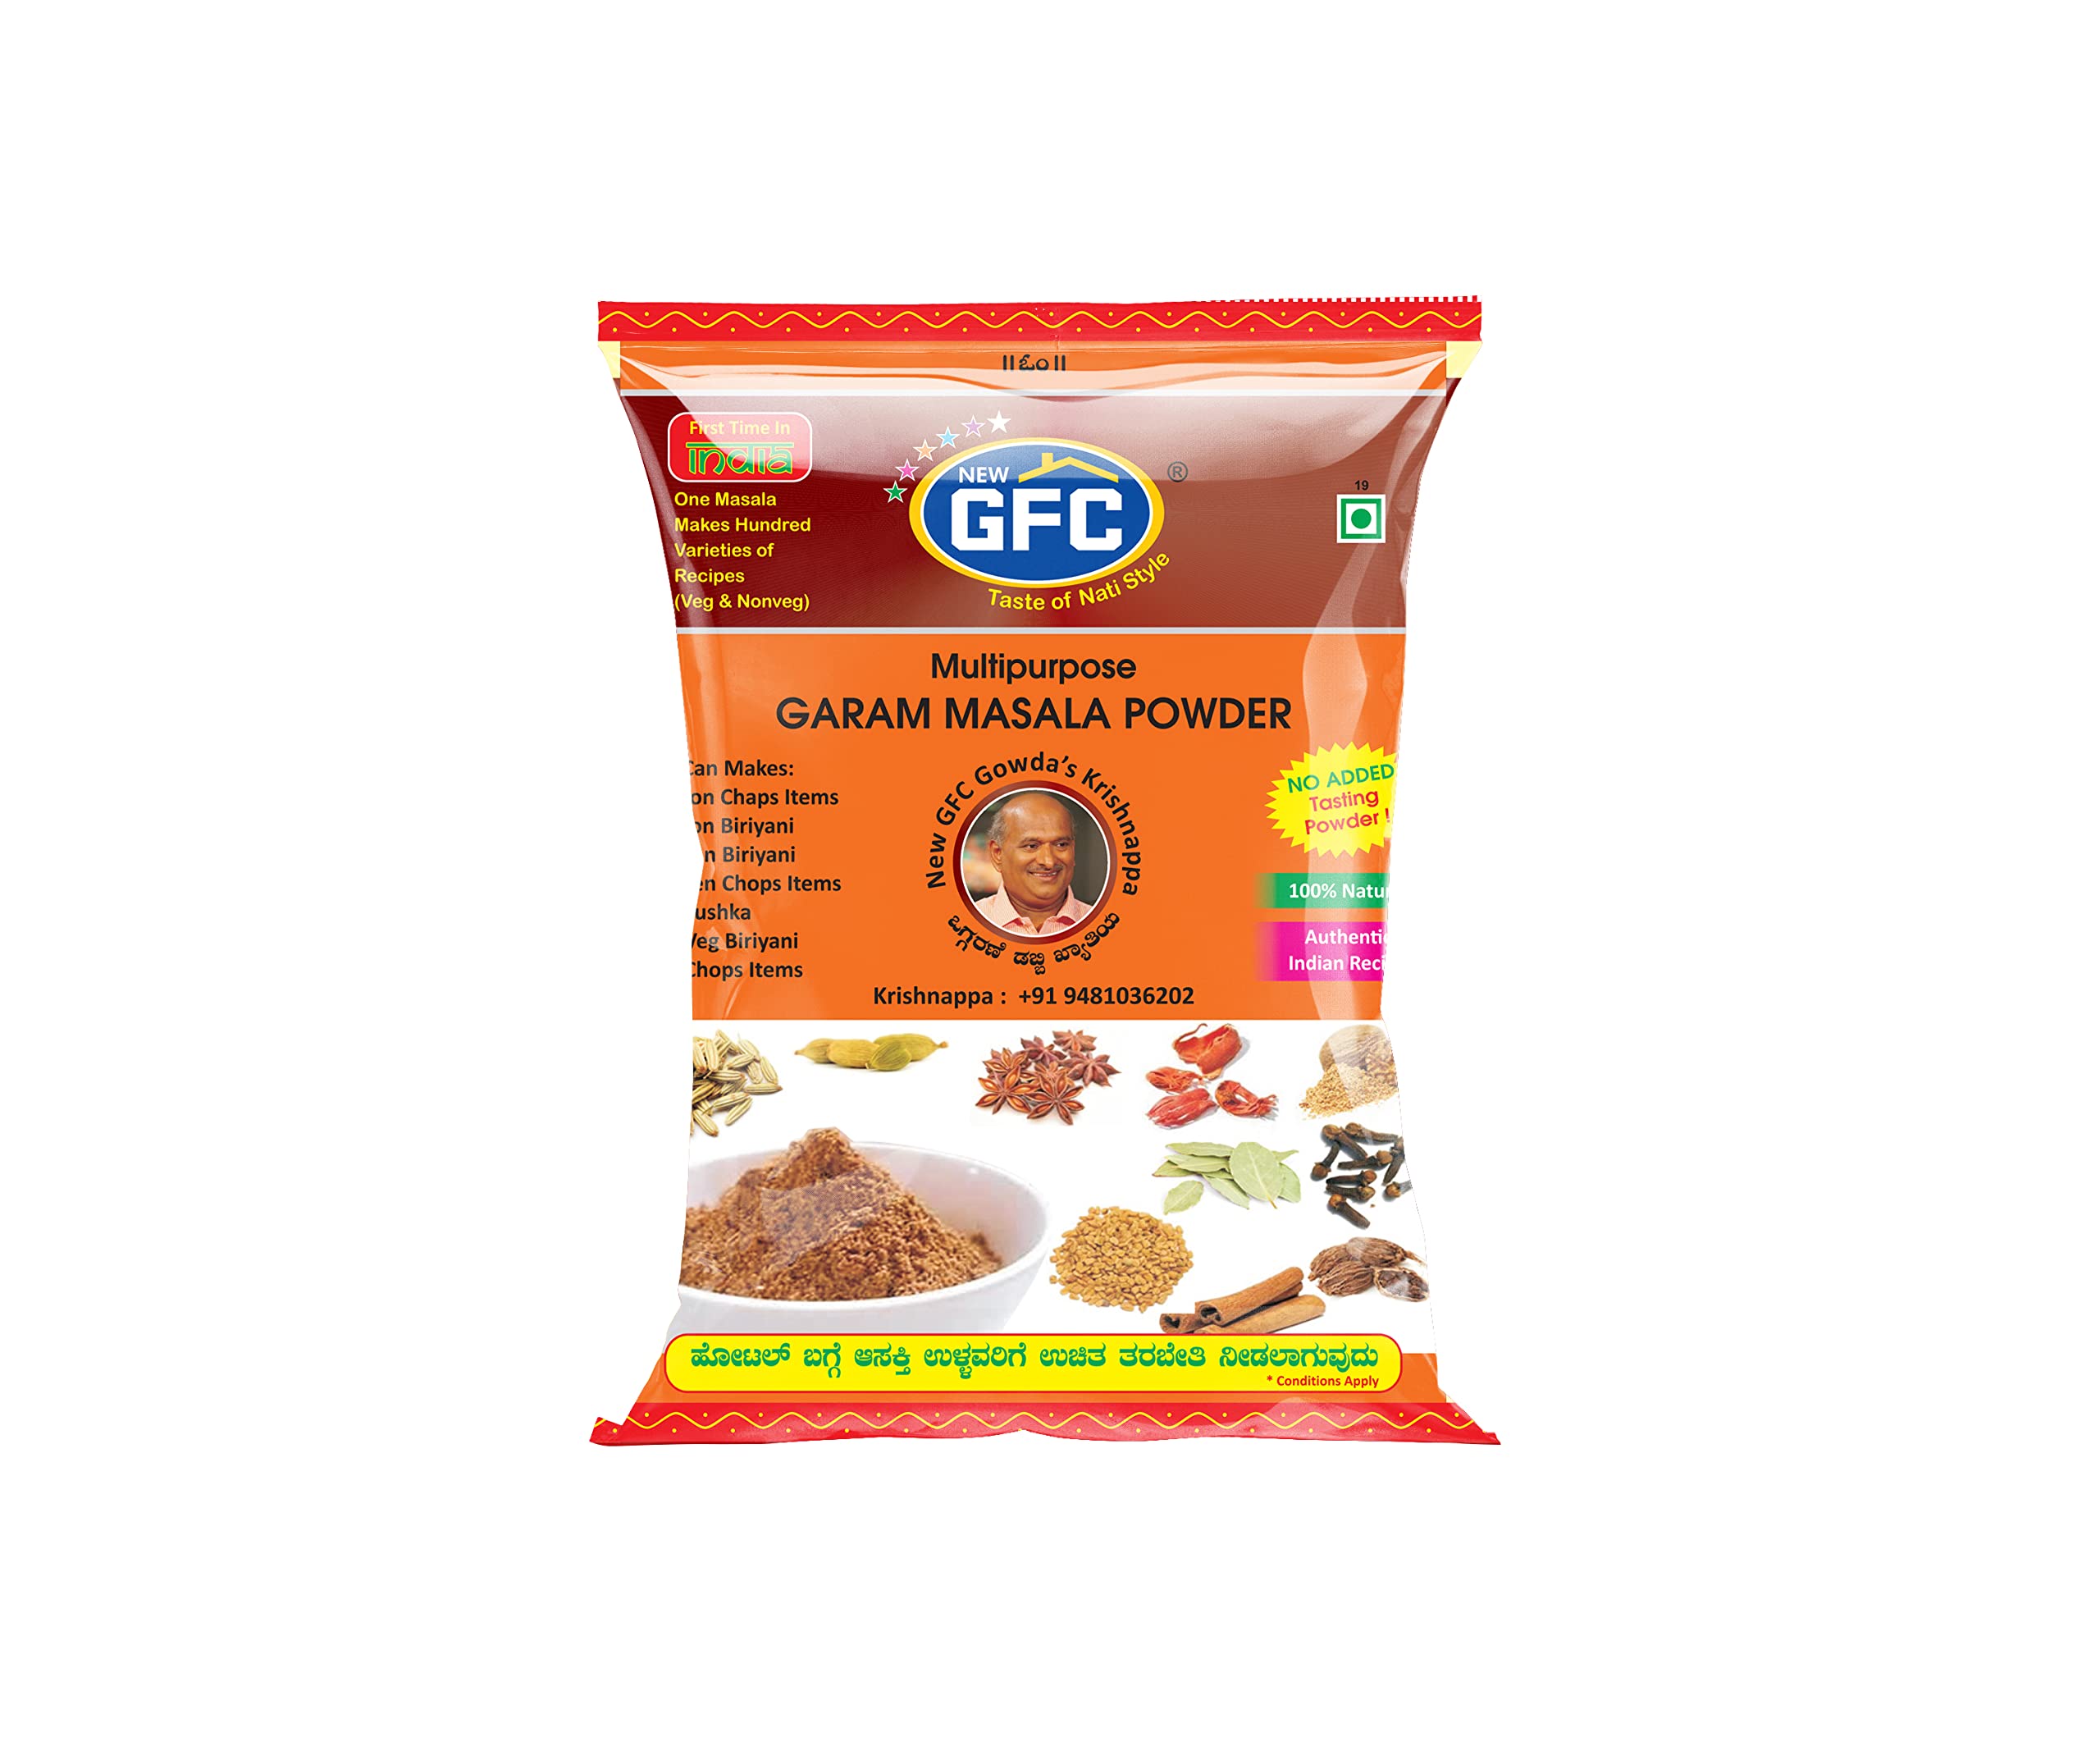 ॥ ಓಂ ॥
First Time In
India
One Masala
Makes Hundred
Varieties of
Recipes
(Veg & Nonveg)
NEW
GFC
®
Taste of Nati Style
19
Multipurpose
GARAM MASALA POWDER
Can Makes:
Chaps Items
Biriyani
Biriyani
Chops Items
Veg Biriyani
Chops Items
New GFC Gowda's Krishnappa
ಒಗ್ಗರಣೆ ಡಬ್ಬಿ ಖ್ಯಾತಿಯ
Krishnappa : +91 9481036202
NO ADDED
Tasting
Powder !
100%
Indian
ಹೋಟಲ್ ಬಗ್ಗೆ ಆಸಕ್ತಿ ಉಳ್ಳವರಿಗೆ ಉಚಿತ ತರಬೇತಿ ನೀಡಲಾಗುವುದು
* Conditions Apply